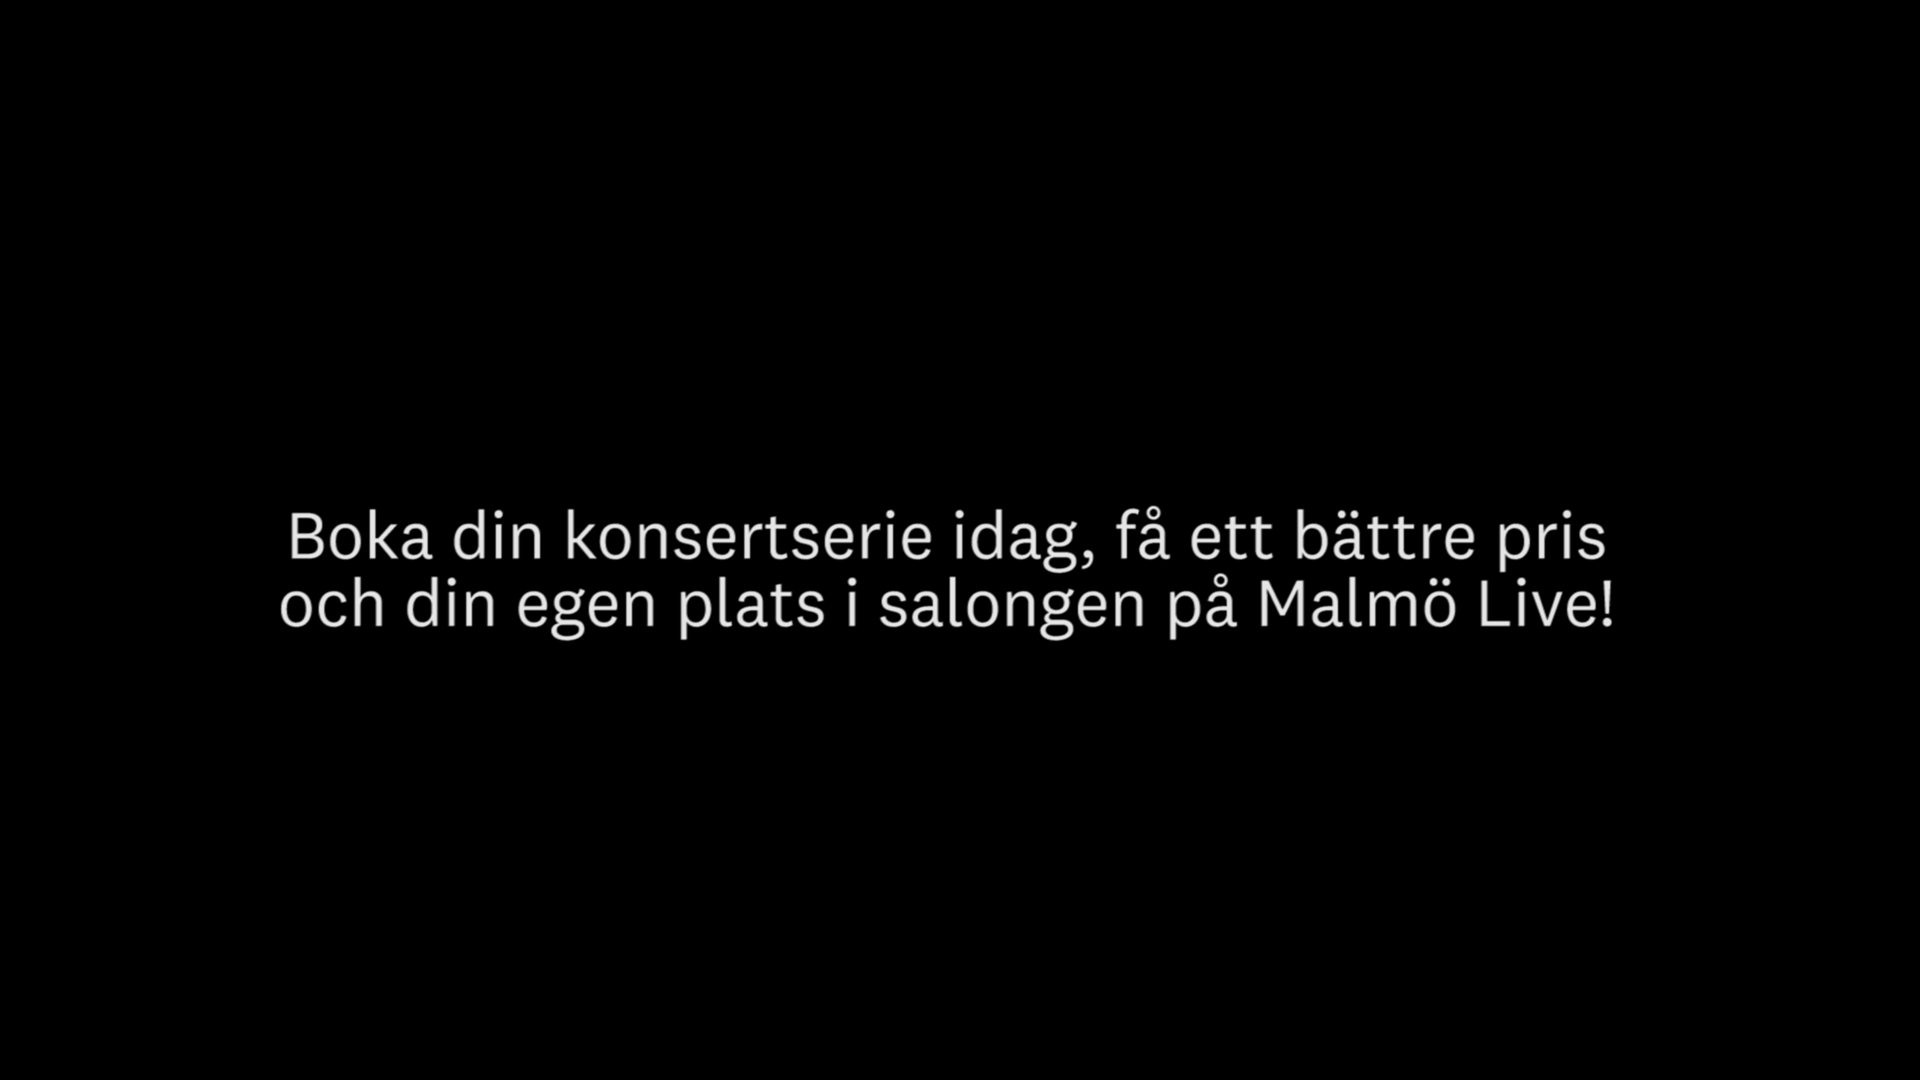 Boka din konsertserie idag, få ett bättre pris
och din egen plats i salongen på Malmö Live!